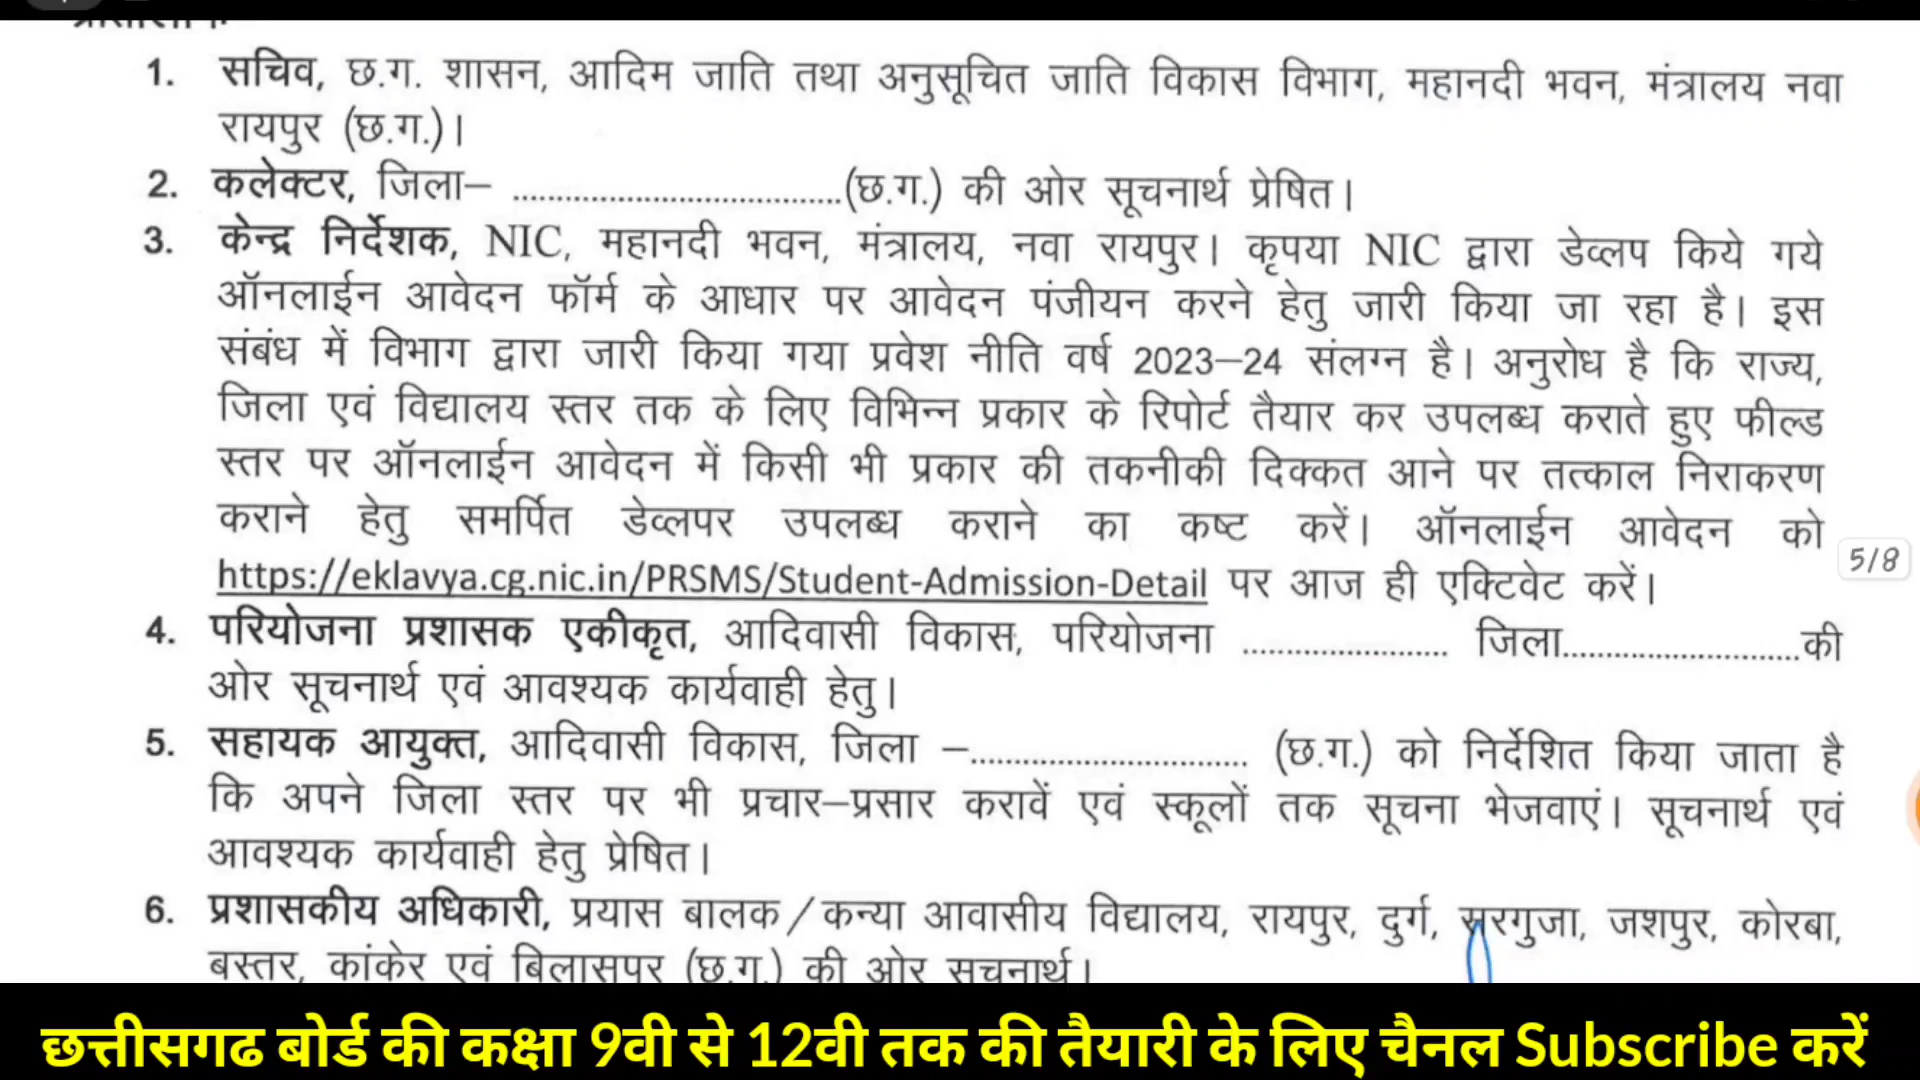 1. सचिव, छ.ग. शासन, आदिम जाति तथा अनुसूचित जाति विकास विभाग, महानदी भवन, मंत्रालय नवा
रायपुर (छ.ग.)।
2. कलेक्टर, जिला– .................................(छ.ग.) की ओर सूचनार्थ प्रेषित।
3. केन्द्र निर्देशक, NIC, महानदी भवन, मंत्रालय, नवा रायपुर। कृपया NIC द्वारा डेव्लप किये गये
ऑनलाईन आवेदन फॉर्म के आधार पर आवेदन पंजीयन करने हेतु जारी किया जा रहा है। इस
संबंध में विभाग द्वारा जारी किया गया प्रवेश नीति वर्ष 2023–24 संलग्न है। अनुरोध है कि राज्य,
जिला एवं विद्यालय स्तर तक के लिए विभिन्न प्रकार के रिपोर्ट तैयार कर उपलब्ध कराते हुए फील्ड
स्तर पर ऑनलाईन आवेदन में किसी भी प्रकार की तकनीकी दिक्कत आने पर तत्काल निराकरण
कराने हेतु समर्पित डेव्लपर उपलब्ध कराने का कष्ट करें। ऑनलाईन आवेदन को
https://eklavya.cg.nic.in/PRSMS/Student-Admission-Detail पर आज ही एक्टिवेट करें।
5/8
4. परियोजना प्रशासक एकीकृत, आदिवासी विकास, परियोजना ..................... जिला........................की
ओर सूचनार्थ एवं आवश्यक कार्यवाही हेतु।
5. सहायक आयुक्त, आदिवासी विकास, जिला –............................ (छ.ग.) को निर्देशित किया जाता है
कि अपने जिला स्तर पर भी प्रचार–प्रसार करावें एवं स्कूलों तक सूचना भेजवाएं। सूचनार्थ एवं
आवश्यक कार्यवाही हेतु प्रेषित।
6. प्रशासकीय अधिकारी, प्रयास बालक/कन्या आवासीय विद्यालय, रायपुर, दुर्ग, सरगुजा, जशपुर, कोरबा,
बस्तर, कांकेर एवं बिलासपुर (छ.ग.) की ओर सूचनार्थ।
छत्तीसगढ बोर्ड की कक्षा 9वी से 12वी तक की तैयारी के लिए चैनल Subscribe करें